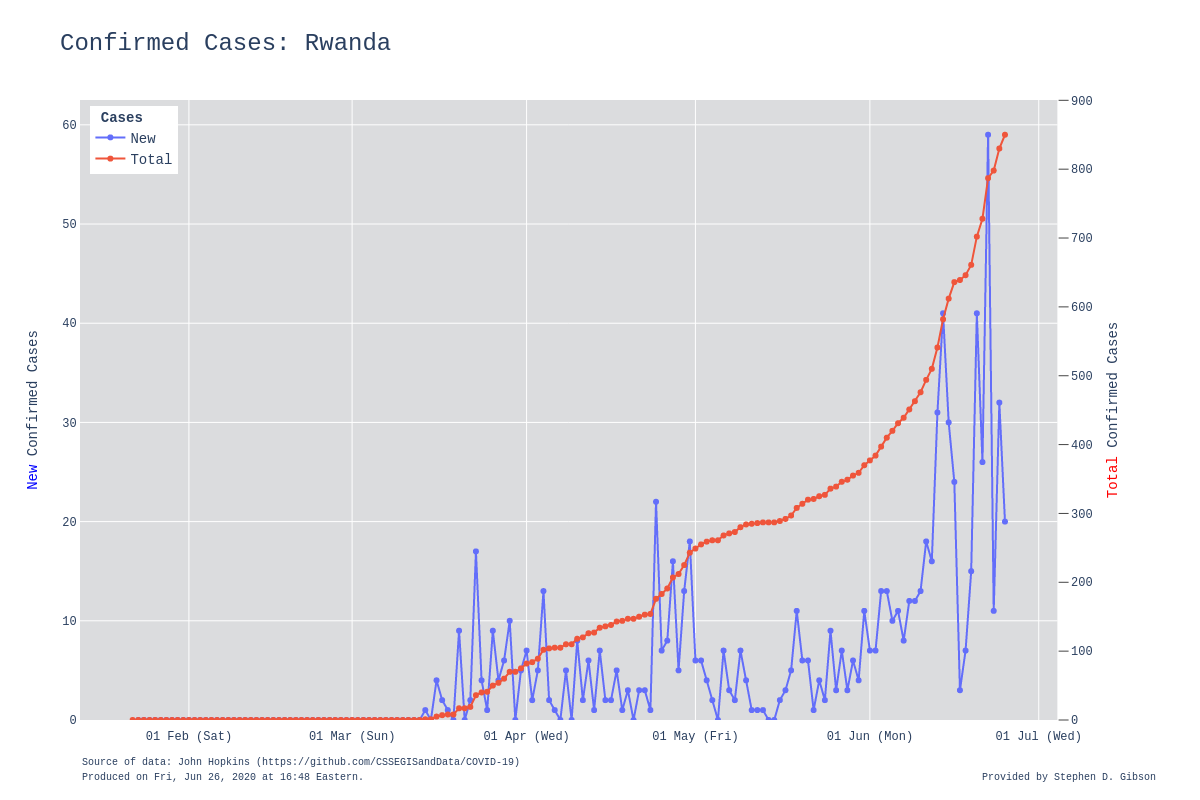 Confirmed Cases: Rwanda
Cases
New
Total
60
50
40
30
20
10
0
900
800
700
600
500
400
300
200
100
0
New Confirmed Cases
Total Confirmed Cases
01 Feb (Sat) 01 Mar (Sun) 01 Apr (Wed) 01 May (Fri) 01 Jun (Mon) 01 Jul (Wed)
Source of data: John Hopkins (https://github.com/CSSEGISandData/COVID-19)
Produced on Fri, Jun 26, 2020 at 16:48 Eastern.
Provided by Stephen D. Gibson